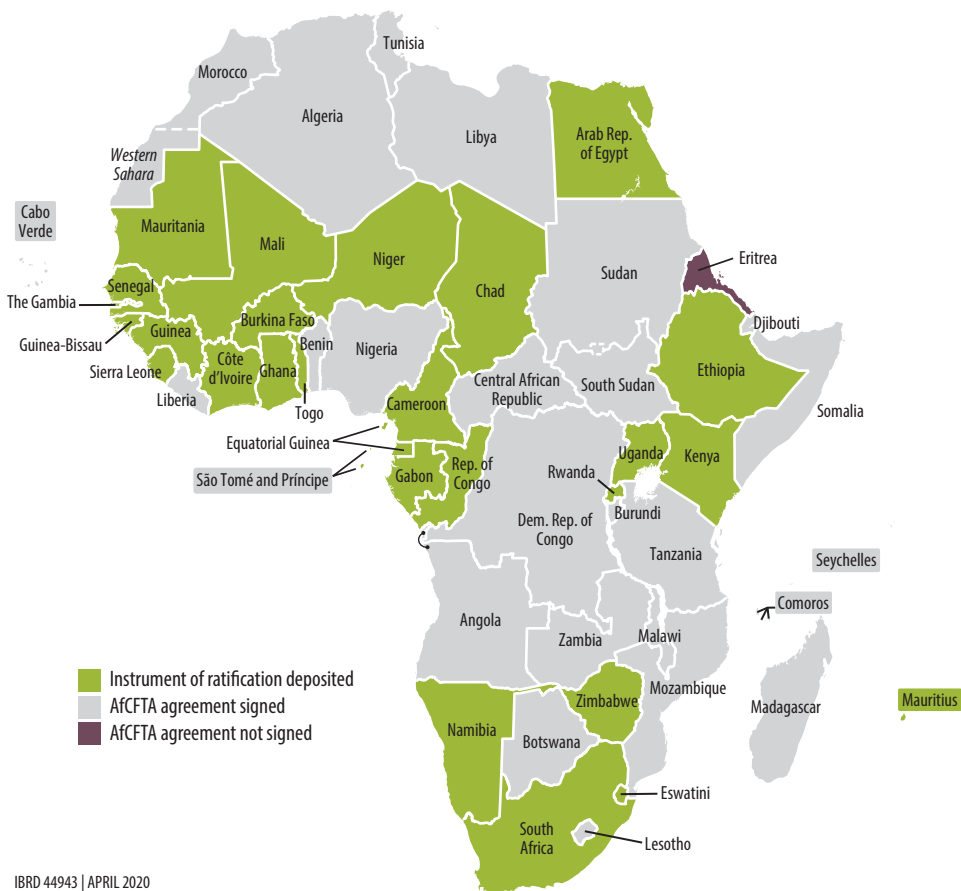 Tunisia
Morocco
Algeria
Libya
Arab Rep.
of Egypt
Western
Sahara
Cabo
Verde
Mauritania
Mali
Niger
Chad
Sudan
Eritrea
Senegal
The Gambia
Guinea-Bissau
Guinea
Burkina Faso
Benin
Nigeria
Djibouti
Sierra Leone
Côte
d'Ivoire
Ghana
Liberia
Togo
Cameroon
Central African
Republic
South Sudan
Ethiopia
Somalia
Equatorial Guinea
São Tomé and Príncipe
Gabon
Rep. of
Congo
Uganda
Kenya
Rwanda
Burundi
Dem. Rep. of
Congo
Tanzania
Seychelles
Comoros
Angola
Zambia
Malawi
Mozambique
Madagascar
Mauritius
Zimbabwe
Namibia
Botswana
Eswatini
South
Africa
Lesotho
Instrument of ratification deposited
AfCFTA agreement signed
AfCFTA agreement not signed
IBRD 44943 | APRIL 2020